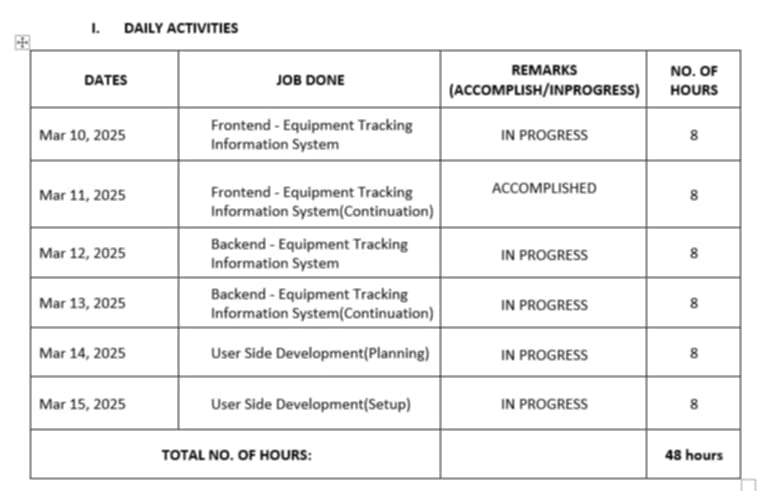 I. DAILY ACTIVITIES
DATES JOB DONE REMARKS (ACCOMPLISH/INPROGRESS) NO. OF HOURS
Mar 10, 2025 Frontend - Equipment Tracking Information System IN PROGRESS 8
Mar 11, 2025 Frontend - Equipment Tracking Information System(Continuation) ACCOMPLISHED 8
Mar 12, 2025 Backend - Equipment Tracking Information System IN PROGRESS 8
Mar 13, 2025 Backend - Equipment Tracking Information System(Continuation) IN PROGRESS 8
Mar 14, 2025 User Side Development(Planning) IN PROGRESS 8
Mar 15, 2025 User Side Development(Setup) IN PROGRESS 8
TOTAL NO. OF HOURS: 48 hours